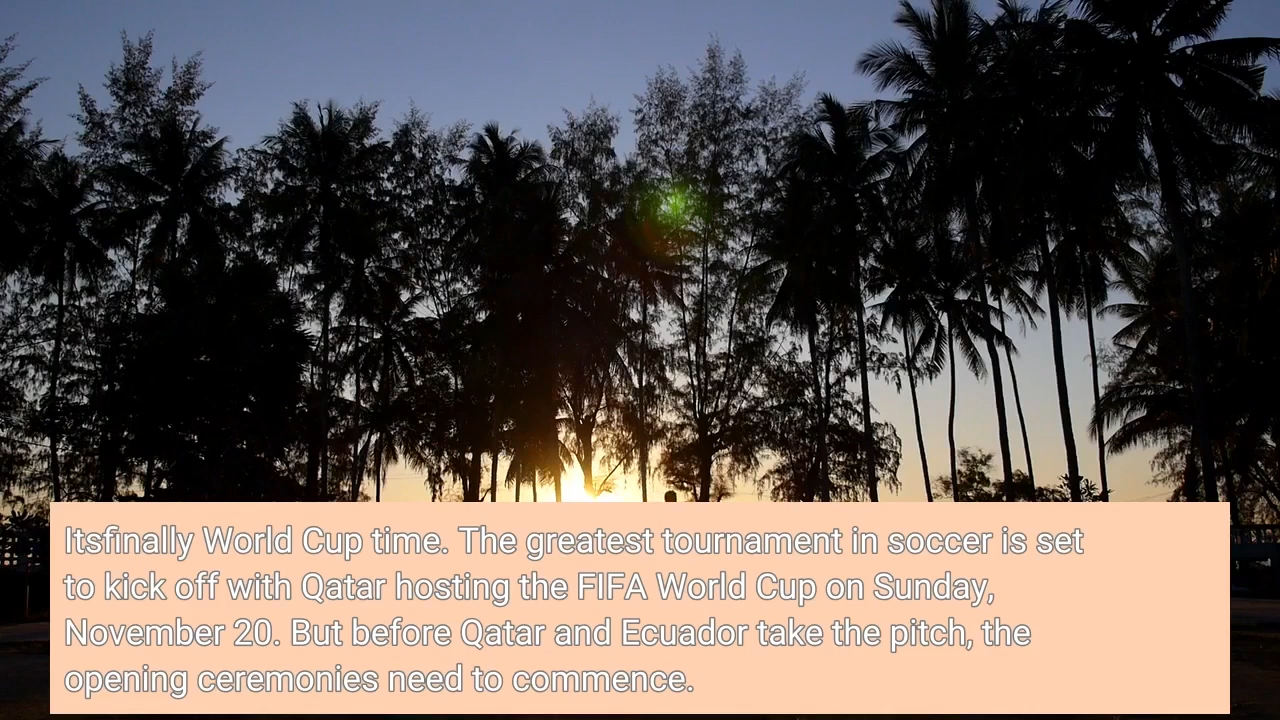 Itsfinally World Cup time. The greatest tournament in soccer is set
to kick off with Qatar hosting the FIFA World Cup on Sunday,
November 20. But before Qatar and Ecuador take the pitch, the
opening ceremonies need to commence.